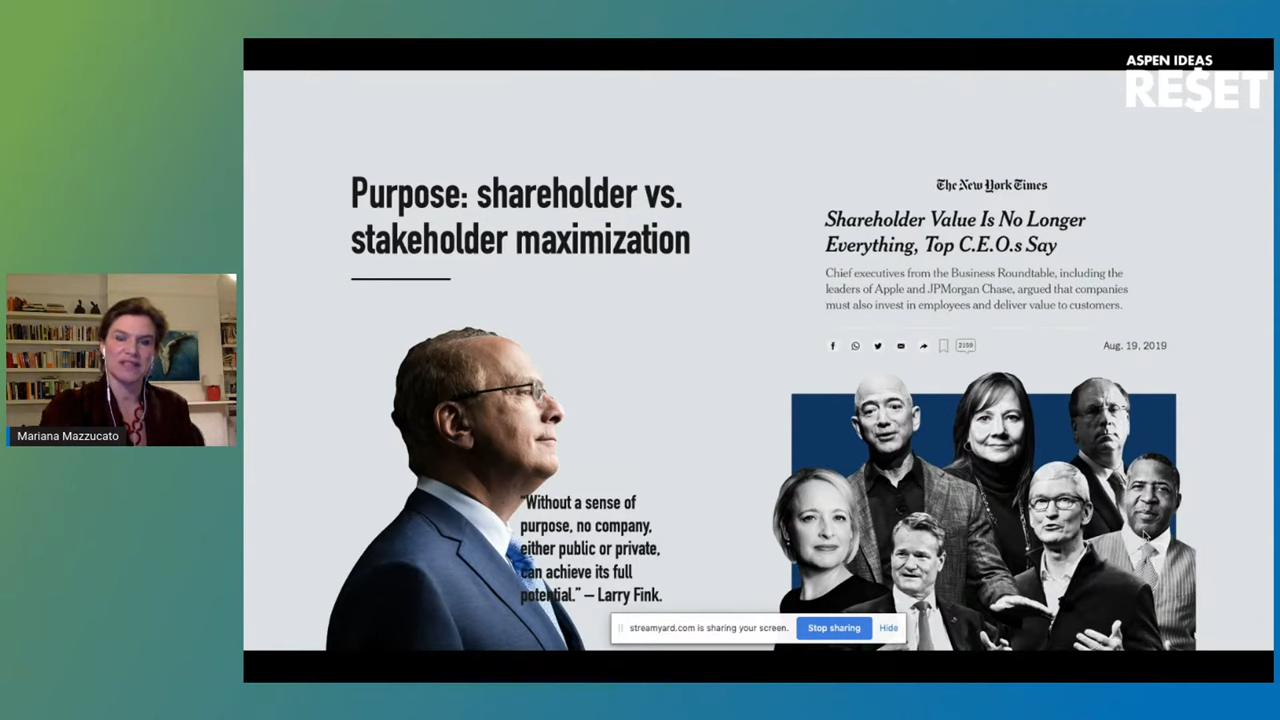 ASPEN IDEAS
RE$ET
Purpose: shareholder vs.
stakeholder maximization
The New York Times
Shareholder Value Is No Longer
Everything, Top C.E.O.s Say
Chief executives from the Business Roundtable, including the
leaders of Apple and JPMorgan Chase, argued that companies
must also invest in employees and deliver value to customers.
2159
Aug. 19, 2019
Mariana Mazzucato
"Without a sense of
purpose, no company,
either public or private,
can achieve its full
potential." – Larry Fink.
streamyard.com is sharing your screen.
Stop sharing
Hide